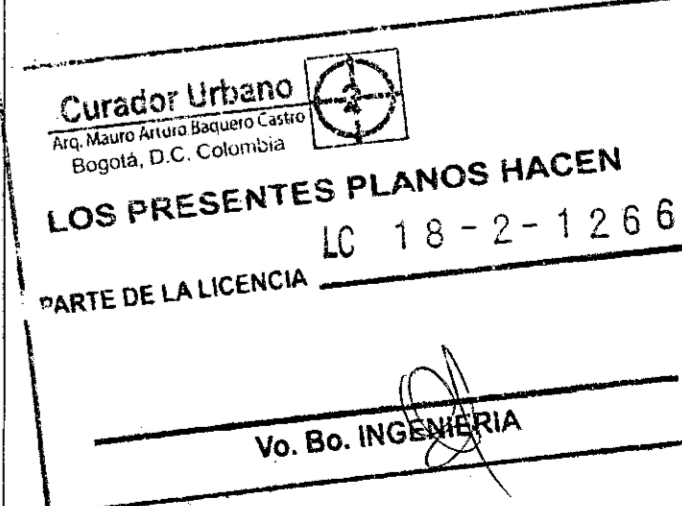 Curador Urbano
2
Arq. Mauro Arturo Baquero Castro
Bogotá, D.C. Colombia
LOS PRESENTES PLANOS HACEN
PARTE DE LA LICENCIA LC 18-2-1266
Vo. Bo. INGENIERIA